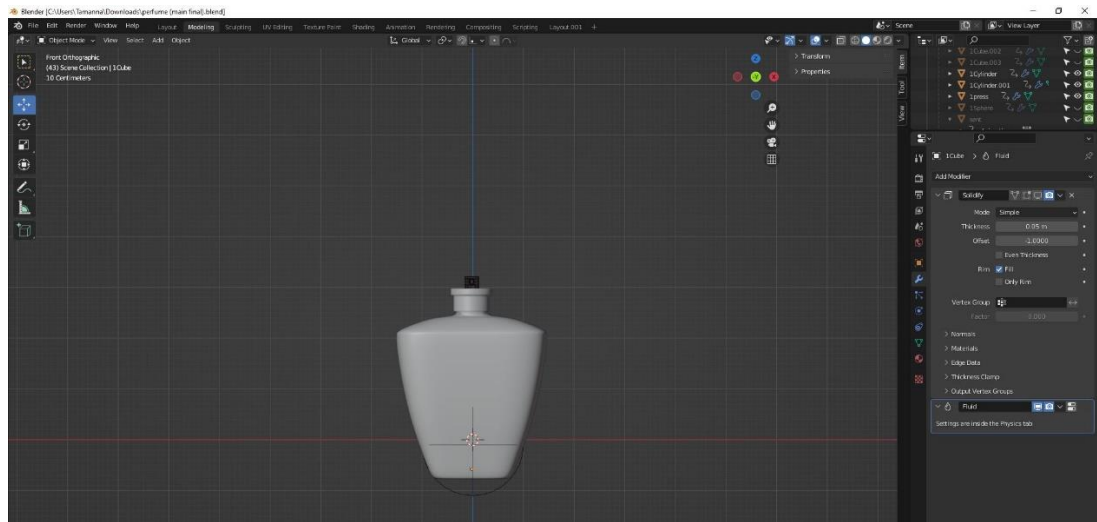 Blender [C:\Users\Tamanna\Downloads\perfume (main final).blend]
File Edit Render Window Help Layout Modeling Sculpting UV Editing Texture Paint Shading Animation Rendering Compositing Scripting Layout.001 + Scene View Layer
Object Mode View Select Add Object Global
Front Orthographic
(43) Scene Collection | 1Cube
10 Centimeters
Transform
Properties
Item
Tool
View
1Cube.002
1Cube.003
1Cylinder
1Cylinder.001
1press
1Sphere
1Cube > Fluid
Add Modifier
Solidify
Mode Simple
Thickness 0.05 m
Offset -1.0000
Even Thickness
Rim Fill
Only Rim
Vertex Group
Factor 0.000
Normals
Materials
Edge Data
Thickness Clamp
Output Vertex Groups
Fluid
Settings are inside the Physics tab